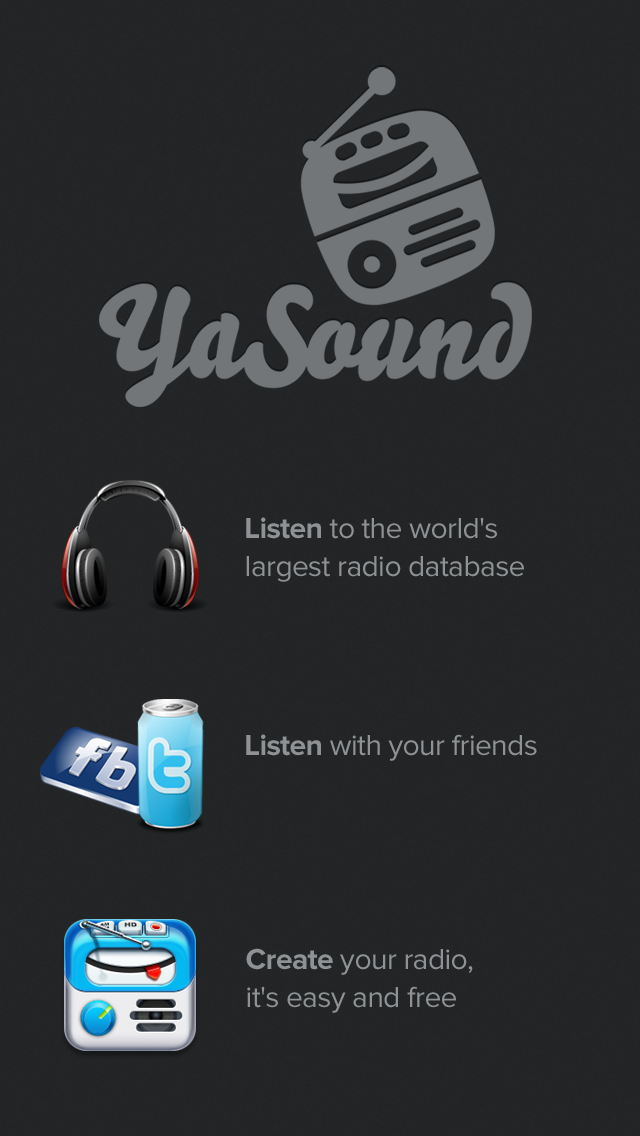 YaSound
Listen to the world's
largest radio database
fb
t
Listen with your friends
HD
Create your radio,
it's easy and free